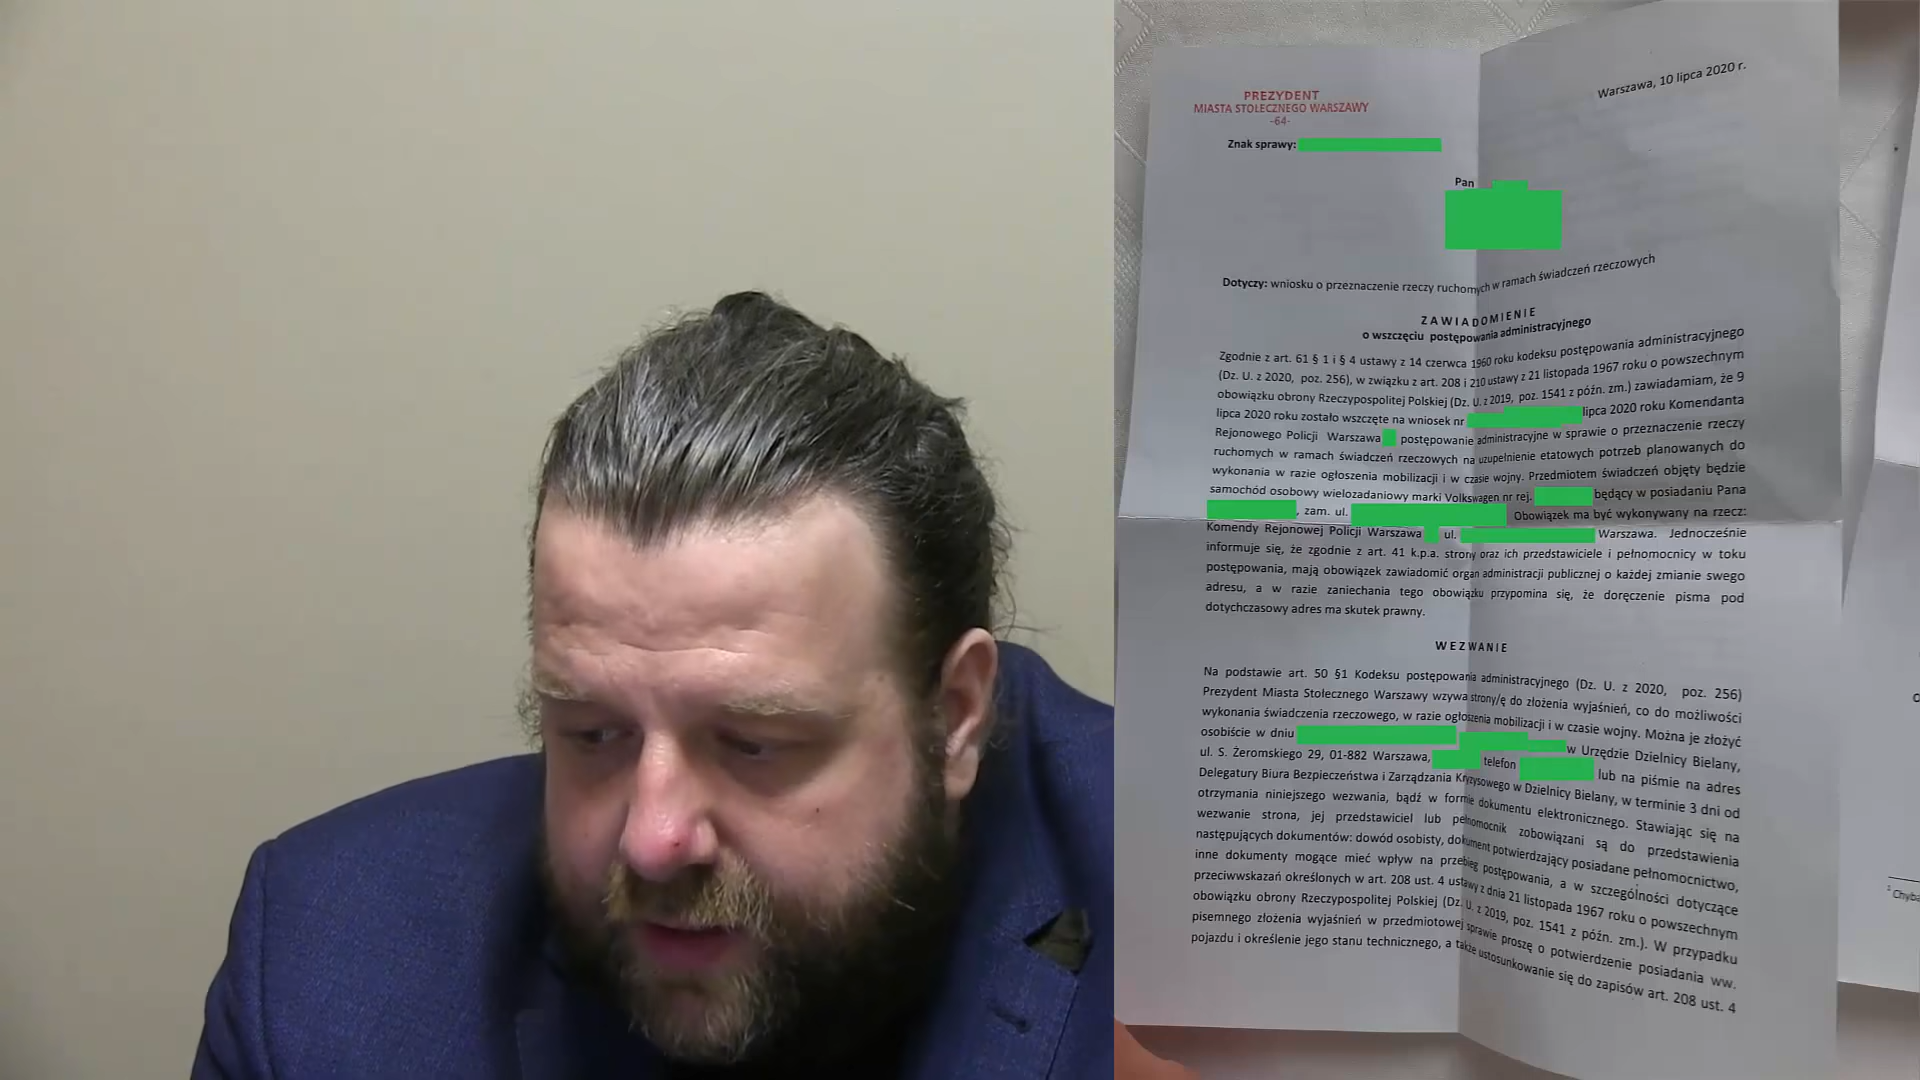 Warszawa, 10 lipca 2020 r.
PREZYDENT
MIASTA STOŁECZNEGO WARSZAWY
-64-
Znak sprawy:
Pan
Dotyczy: wniosku o przeznaczenie rzeczy ruchomych w ramach świadczeń rzeczowych
ZAWIADOMIENIE
o wszczęciu postępowania administracyjnego
Zgodnie z art. 61 § 1 i § 4 ustawy z 14 czerwca 1960 roku kodeksu postępowania administracyjnego
(Dz. U. z 2020, poz. 256), w związku z art. 208 i 210 ustawy z 21 listopada 1967 roku o powszechnym
obowiązku obrony Rzeczypospolitej Polskiej (Dz. U. z 2019, poz. 1541 z późn. zm.) zawiadamiam, że 9
lipca 2020 roku zostało wszczęte na wniosek nr lipca 2020 roku Komendanta
Rejonowego Policji Warszawa postępowanie administracyjne w sprawie o przeznaczenie rzeczy
ruchomych w ramach świadczeń rzeczowych na uzupełnienie etatowych potrzeb planowanych do
wykonania w razie ogłoszenia mobilizacji i w czasie wojny. Przedmiotem świadczeń objęty będzie
samochód osobowy wielozadaniowy marki Volkswagen nr rej. będący w posiadaniu Pana
, zam. ul. Obowiązek ma być wykonywany na rzecz:
Komendy Rejonowej Policji Warszawa ul. Warszawa. Jednocześnie
informuje się, że zgodnie z art. 41 k.p.a. strony oraz ich przedstawiciele i pełnomocnicy w toku
postępowania, mają obowiązek zawiadomić organ administracji publicznej o każdej zmianie swego
adresu, a w razie zaniechania tego obowiązku przypomina się, że doręczenie pisma pod
dotychczasowy adres ma skutek prawny.
WEZWANIE
Na podstawie art. 50 §1 Kodeksu postępowania administracyjnego (Dz. U. z 2020, poz. 256)
Prezydent Miasta Stołecznego Warszawy wzywa strony/ę do złożenia wyjaśnień, co do możliwości
wykonania świadczenia rzeczowego, w razie ogłoszenia mobilizacji i w czasie wojny. Można je złożyć
osobiście w dniu w Urzędzie Dzielnicy Bielany,
ul. S. Żeromskiego 29, 01-882 Warszawa, telefon lub na piśmie na adres
Delegatury Biura Bezpieczeństwa i Zarządzania Kryzysowego w Dzielnicy Bielany, w terminie 3 dni od
otrzymania niniejszego wezwania, bądź w formie dokumentu elektronicznego. Stawiając się na
wezwanie strona, jej przedstawiciel lub pełnomocnik zobowiązani są do przedstawienia
następujących dokumentów: dowód osobisty, dokument potwierdzający posiadane pełnomocnictwo,
inne dokumenty mogące mieć wpływ na przebieg postępowania, a w szczególności dotyczące
przeciwwskazań określonych w art. 208 ust. 4 ustawy z dnia 21 listopada 1967 roku o powszechnym
obowiązku obrony Rzeczypospolitej Polskiej (Dz. U. z 2019, poz. 1541 z późn. zm.). W przypadku
pisemnego złożenia wyjaśnień w przedmiotowej sprawie proszę o potwierdzenie posiadania ww.
pojazdu i określenie jego stanu technicznego, a także ustosunkowanie się do zapisów art. 208 ust. 4